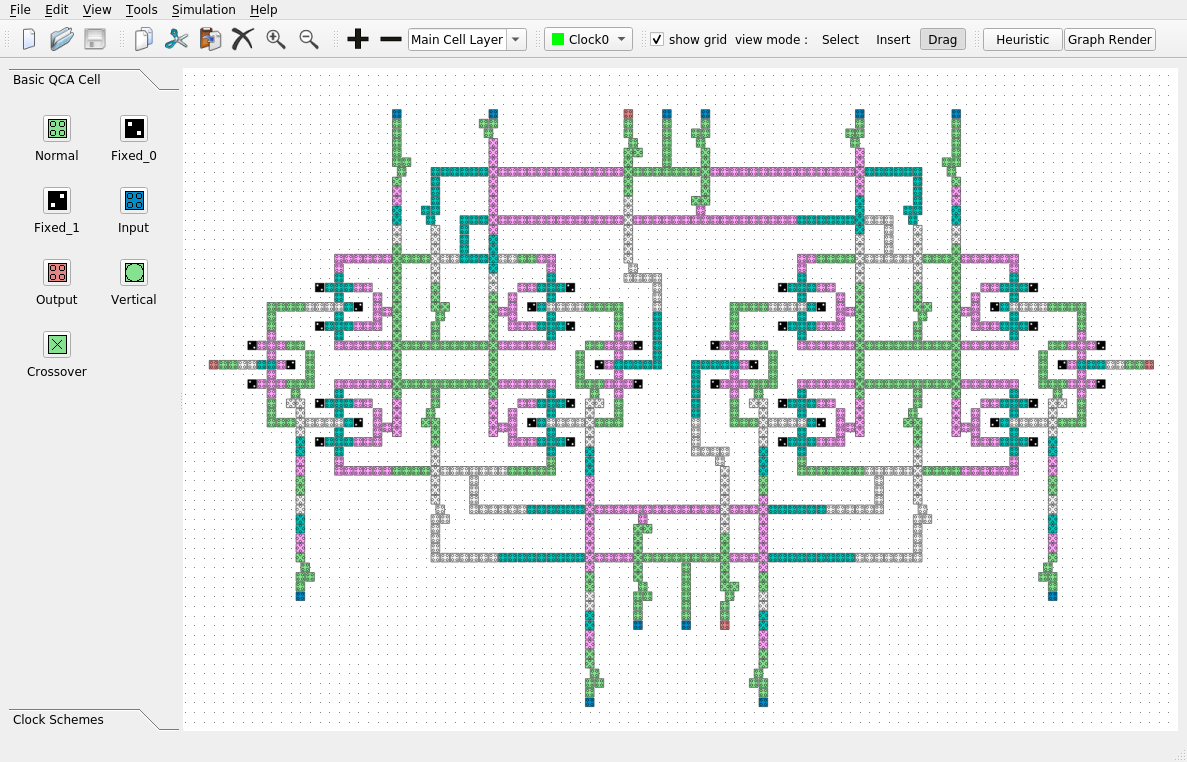 File Edit View Tools Simulation Help
Main Cell Layer Clock0 show grid view mode : Select Insert Drag Heuristic Graph Render
Basic QCA Cell
Normal Fixed_0
Fixed_1 Input
Output Vertical
Crossover
Clock Schemes